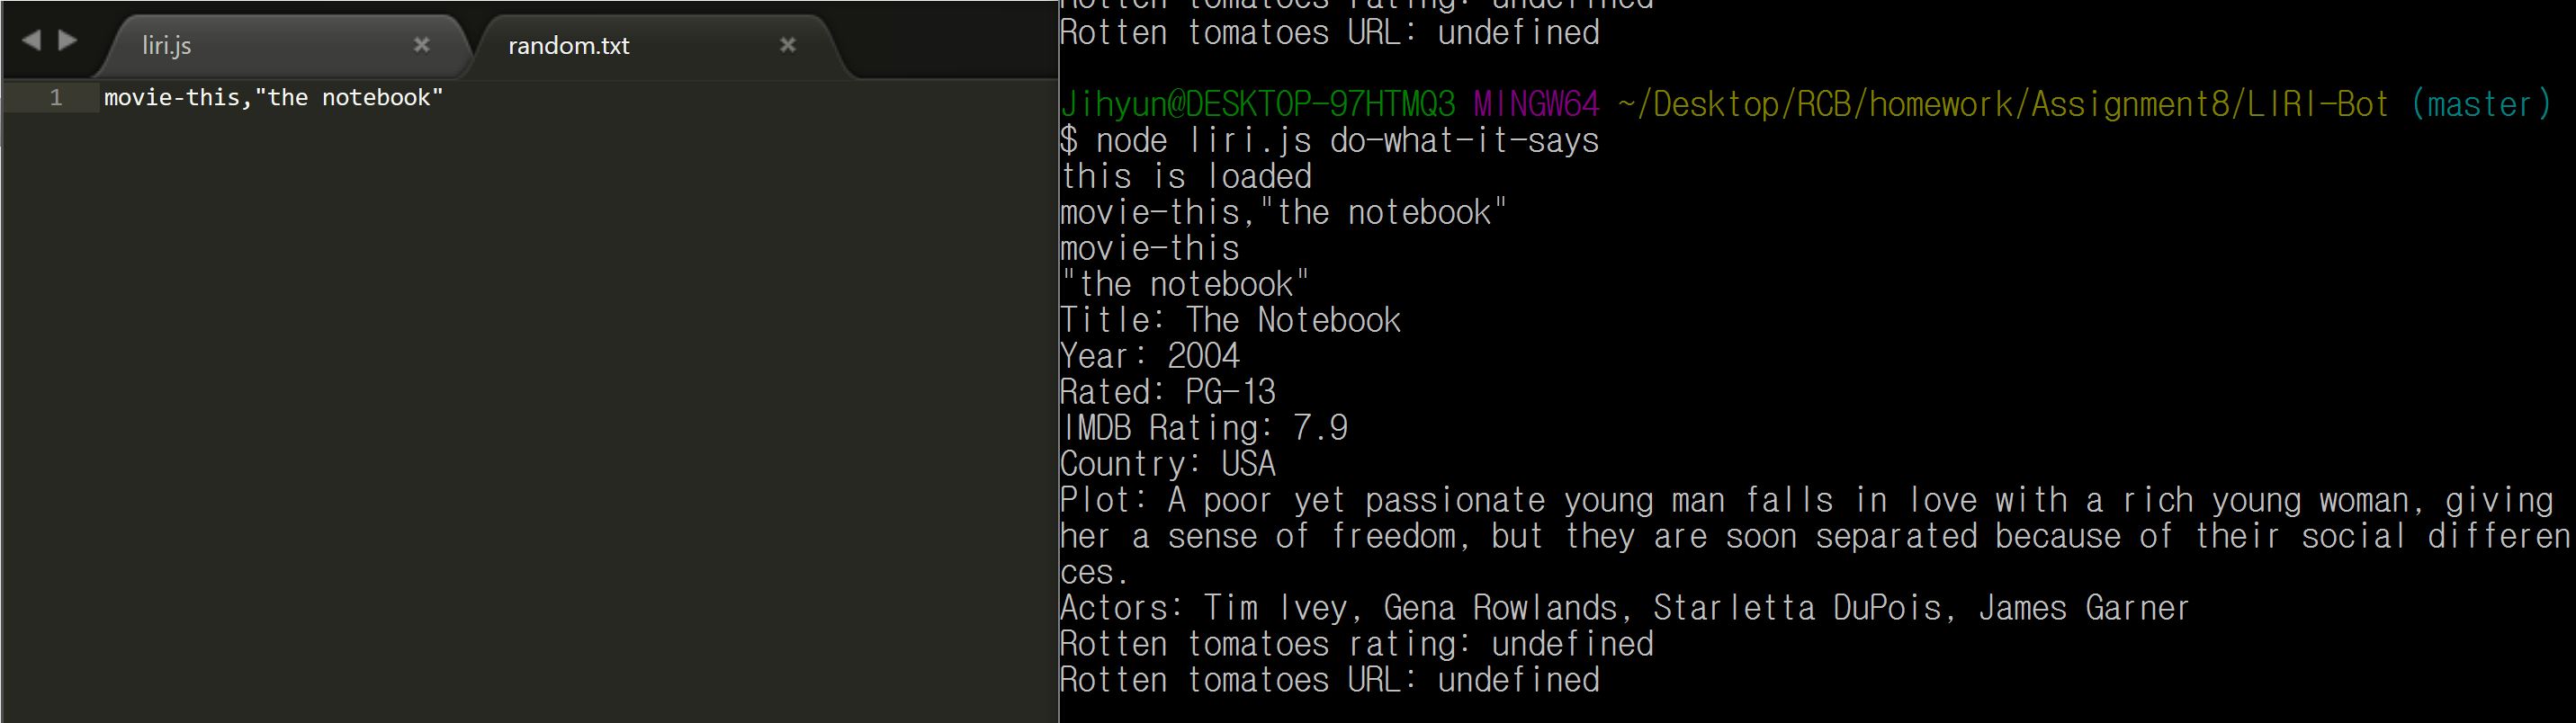 liri.js
random.txt
1 movie-this,"the notebook"
Rotten tomatoes rating: undefined
Rotten tomatoes URL: undefined
Jihyun@DESKTOP-97HTMQ3 MINGW64 ~/Desktop/RCB/homework/Assignment8/LIRI-Bot (master)
$ node liri.js do-what-it-says
this is loaded
movie-this,"the notebook"
movie-this
"the notebook"
Title: The Notebook
Year: 2004
Rated: PG-13
IMDB Rating: 7.9
Country: USA
Plot: A poor yet passionate young man falls in love with a rich young woman, giving
her a sense of freedom, but they are soon separated because of their social differen
ces.
Actors: Tim Ivey, Gena Rowlands, Starletta DuPois, James Garner
Rotten tomatoes rating: undefined
Rotten tomatoes URL: undefined